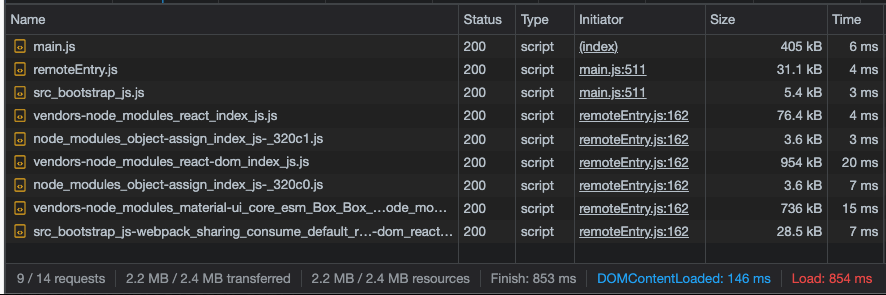 Name Status Type Initiator Size Time
main.js 200 script (index) 405 kB 6 ms
remoteEntry.js 200 script main.js:511 31.1 kB 4 ms
src_bootstrap_js.js 200 script main.js:511 5.4 kB 3 ms
vendors-node_modules_react_index_js.js 200 script remoteEntry.js:162 76.4 kB 4 ms
node_modules_object-assign_index_js-_320c1.js 200 script remoteEntry.js:162 3.6 kB 3 ms
vendors-node_modules_react-dom_index_js.js 200 script remoteEntry.js:162 954 kB 20 ms
node_modules_object-assign_index_js-_320c0.js 200 script remoteEntry.js:162 3.6 kB 7 ms
vendors-node_modules_material-ui_core_esm_Box_Box_…ode_mo… 200 script remoteEntry.js:162 736 kB 15 ms
src_bootstrap_js-webpack_sharing_consume_default_r…-dom_react… 200 script remoteEntry.js:162 28.5 kB 7 ms
9 / 14 requests 2.2 MB / 2.4 MB transferred 2.2 MB / 2.4 MB resources Finish: 853 ms DOMContentLoaded: 146 ms Load: 854 ms